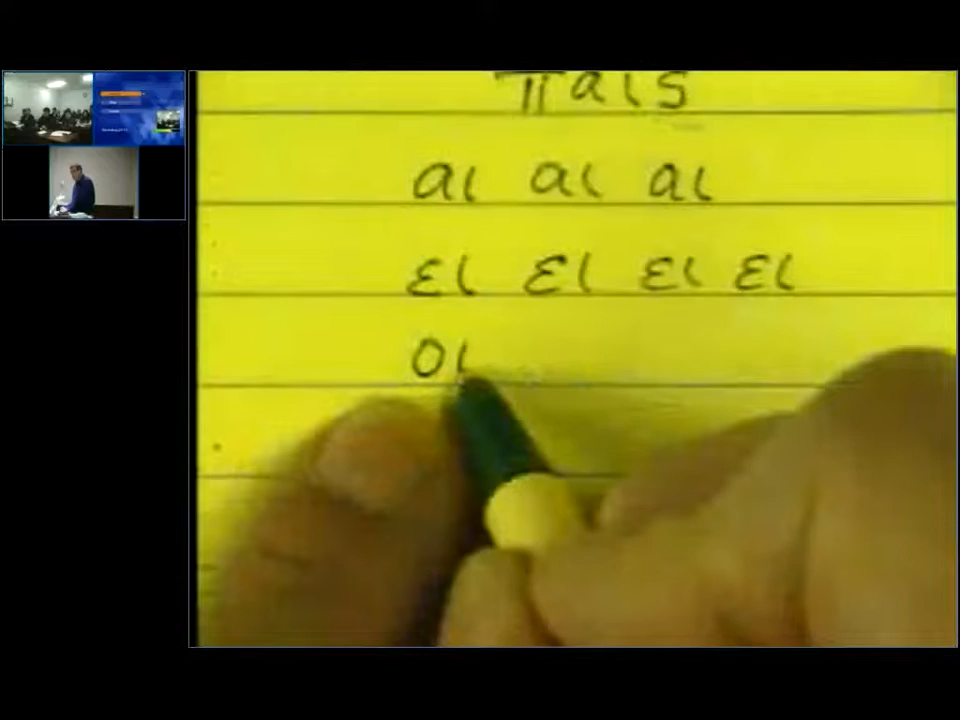 παις
αι αι αι
ει ει ει ει
οι